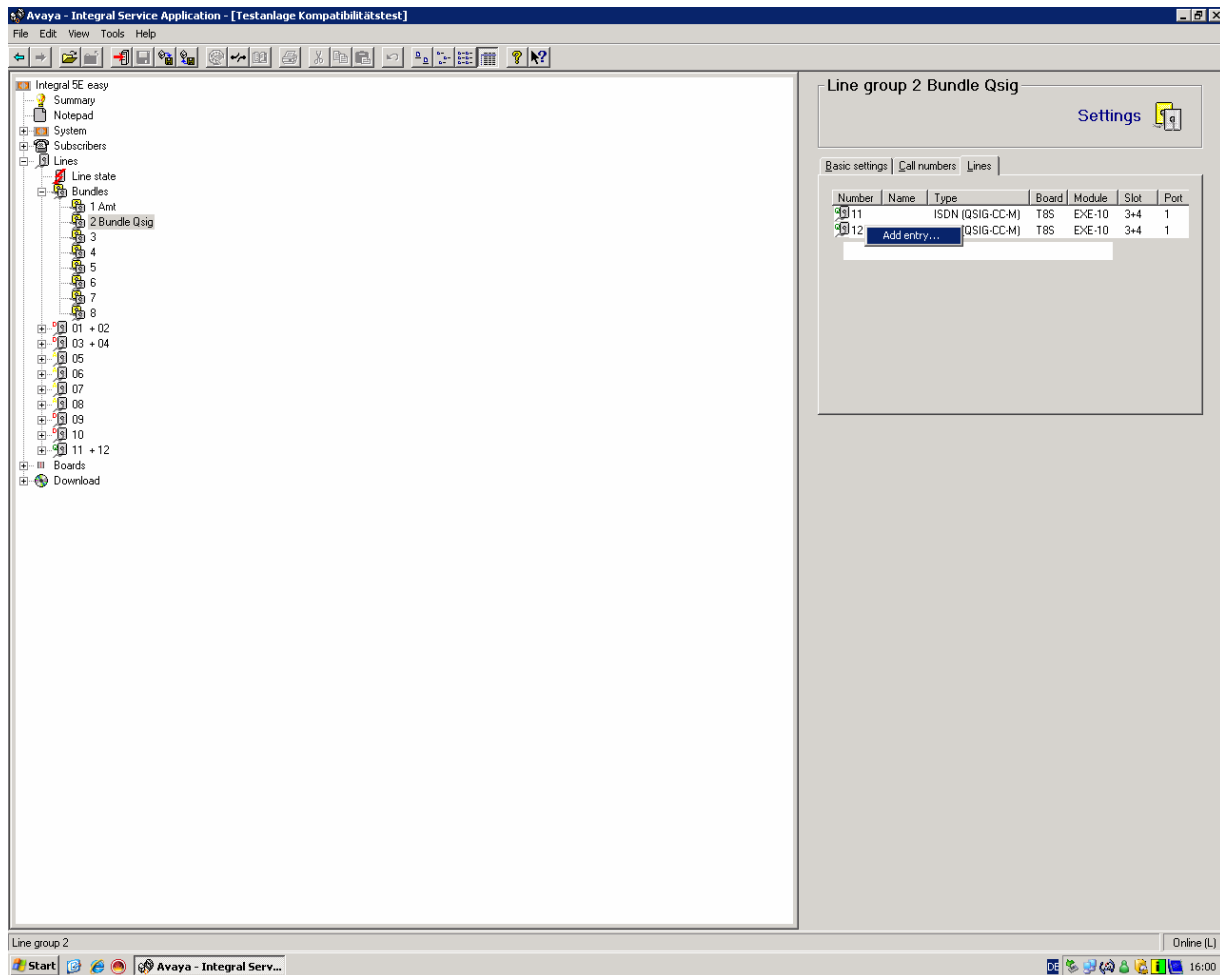 Avaya - Integral Service Application - [Testanlage Kompatibilitätstest]
File Edit View Tools Help
Integral 5E easy
Summary
Notepad
System
Subscribers
Lines
Line state
Bundles
1 Amt
2 Bundle Qsig
3
4
5
6
7
8
01 + 02
03 + 04
05
06
07
08
09
10
11 + 12
Boards
Download
Line group 2 Bundle Qsig
Settings
Basic settings Call numbers Lines
Number Name Type Board Module Slot Port
11 ISDN (QSIG-CC-M) T8S EXE-10 3+4 1
12 Add entry... (QSIG-CC-M) T8S EXE-10 3+4 1
Line group 2 Online (L)
Start Avaya - Integral Serv... DE 16:00